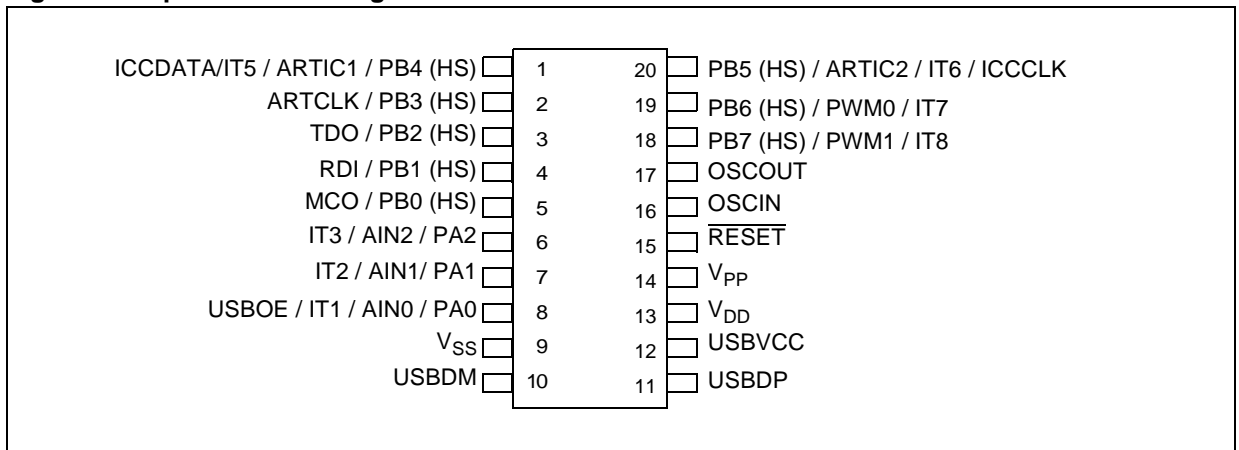 ICCDATA/IT5 / ARTIC1 / PB4 (HS) 1 20 PB5 (HS) / ARTIC2 / IT6 / ICCCLK
ARTCLK / PB3 (HS) 2 19 PB6 (HS) / PWM0 / IT7
TDO / PB2 (HS) 3 18 PB7 (HS) / PWM1 / IT8
RDI / PB1 (HS) 4 17 OSCOUT
MCO / PB0 (HS) 5 16 OSCIN
IT3 / AIN2 / PA2 6 15 RESET
IT2 / AIN1/ PA1 7 14 VPP
USBOE / IT1 / AIN0 / PA0 8 13 VDD
VSS 9 12 USBVCC
USBDM 10 11 USBDP